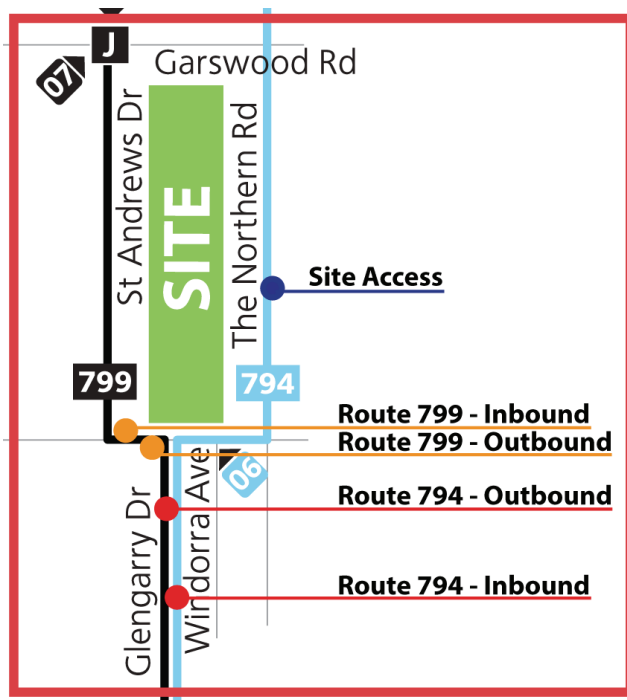 J
07
Garswood Rd
St Andrews Dr
SITE
The Northern Rd
Site Access
799
794
Route 799 - Inbound
Route 799 - Outbound
06
Route 794 - Outbound
Glengarry Dr
Windorra Ave
Route 794 - Inbound